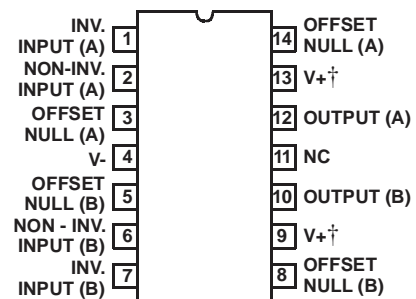 INV.
INPUT (A)
1
NON-INV.
INPUT (A)
2
OFFSET
NULL (A)
3
V-
4
OFFSET
NULL (B)
5
NON - INV.
INPUT (B)
6
INV.
INPUT (B)
7
14
OFFSET
NULL (A)
13
V+†
12
OUTPUT (A)
11
NC
10
OUTPUT (B)
9
V+†
8
OFFSET
NULL (B)